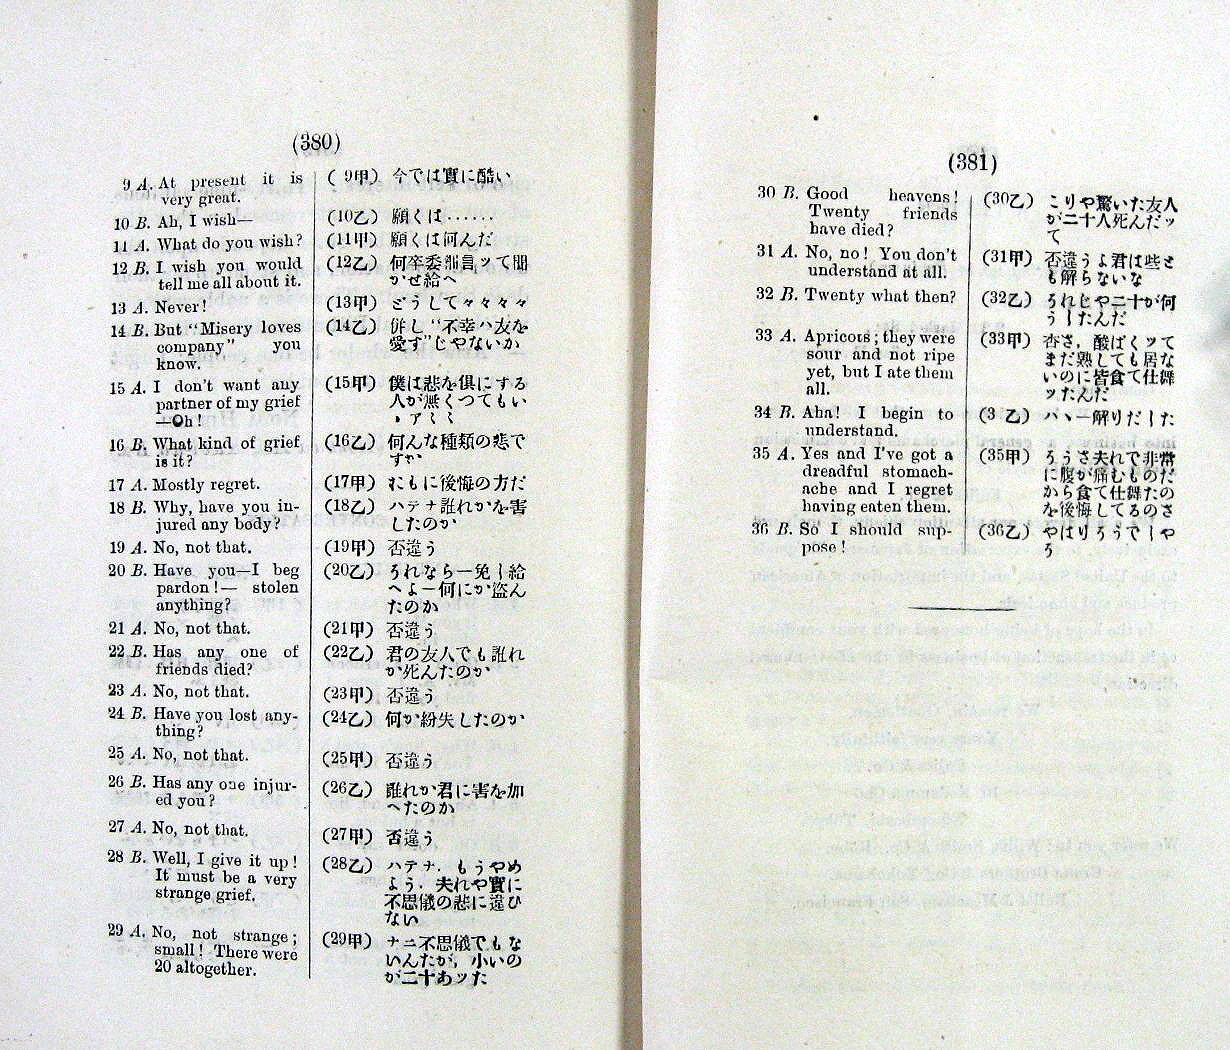 (380)
9 A. At present it is
very great.
10 B. Ah, I wish—
11 A. What do you wish?
12 B. I wish you would
tell me all about it.
13 A. Never!
14 B. But "Misery loves
company" you
know.
15 A. I don't want any
partner of my grief
—Oh!
16 B. What kind of grief
is it?
17 A. Mostly regret.
18 B. Why, have you in-
jured any body?
19 A. No, not that.
20 B. Have you—I beg
pardon!— stolen
anything?
21 A. No, not that.
22 B. Has any one of
friends died?
23 A. No, not that.
24 B. Have you lost any-
thing?
25 A. No, not that.
26 B. Has any one injur-
ed you?
27 A. No, not that.
28 B. Well, I give it up!
It must be a very
strange grief.
29 A. No, not strange;
small! There were
20 altogether.
( 9甲) 今では實に酷い
(10乙) 願くは‥‥‥
(11甲) 願くは何んだ
(12乙) 何卒委細言ッて聞
かせ給へ
(13甲) どうして々々々々
(14乙) 併し“不幸ハ友を
愛す”じやないか
(15甲) 僕は悲を倶にする
人が無くつてもい
(16乙) 何んな種類の悲で
すか
(17甲) おもに後悔の方だ
(18乙) ハテナ誰れかを害
したのか
(19甲) 否違う
(20乙) それなら一免し給
へよー何にか盗ん
たのか
(21甲) 否違う
(22乙) 君の友人でも誰れ
か死んたのか
(23甲) 否違う
(24乙) 何か紛失したのか
(25甲) 否違う
(26乙) 誰れか君に害を加
へたのか
(27甲) 否違う
(28乙) ハテナ、もうやめ
よう、夫れや實に
不思儀の悲に違ひ
ない
(29甲) ナニ不思儀でもな
いんたが，小いの
が二十あッた
(381)
30 B. Good heavens!
Twenty friends
have died?
31 A. No, no! You don't
understand at all.
32 B. Twenty what then?
33 A. Apricots; they were
sour and not ripe
yet, but I ate them
all.
34 B. Aha! I begin to
understand.
35 A. Yes and I've got a
dreadful stomach-
ache and I regret
having eaten them.
36 B. So I should sup-
pose!
(30乙) こりや驚いた友人
が二十人死んだッ
て
(31甲) 否違うよ君は些と
も解らないな
(32乙) それじや二十が何
うしたんだ
(33甲) 杏さ，酸ぱくッて
まだ熟しても居な
いのに皆食て仕舞
ッたんだ
(3 乙) ハヽー解りだした
(35甲) そうさ夫れで非常
に腹が痛むものだ
から食て仕舞たの
を後悔してるのさ
(36乙) やはりそうでしや
う